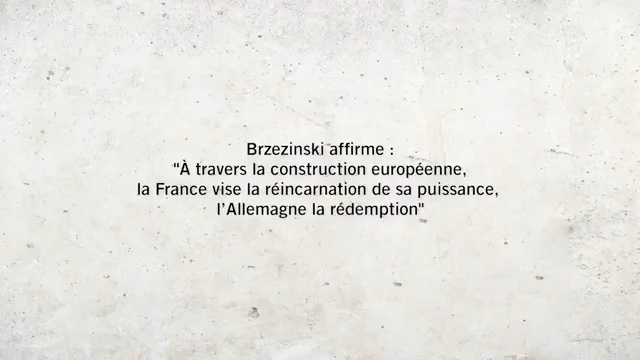 Brzezinski affirme :
"À travers la construction européenne,
la France vise la réincarnation de sa puissance,
l'Allemagne la rédemption"